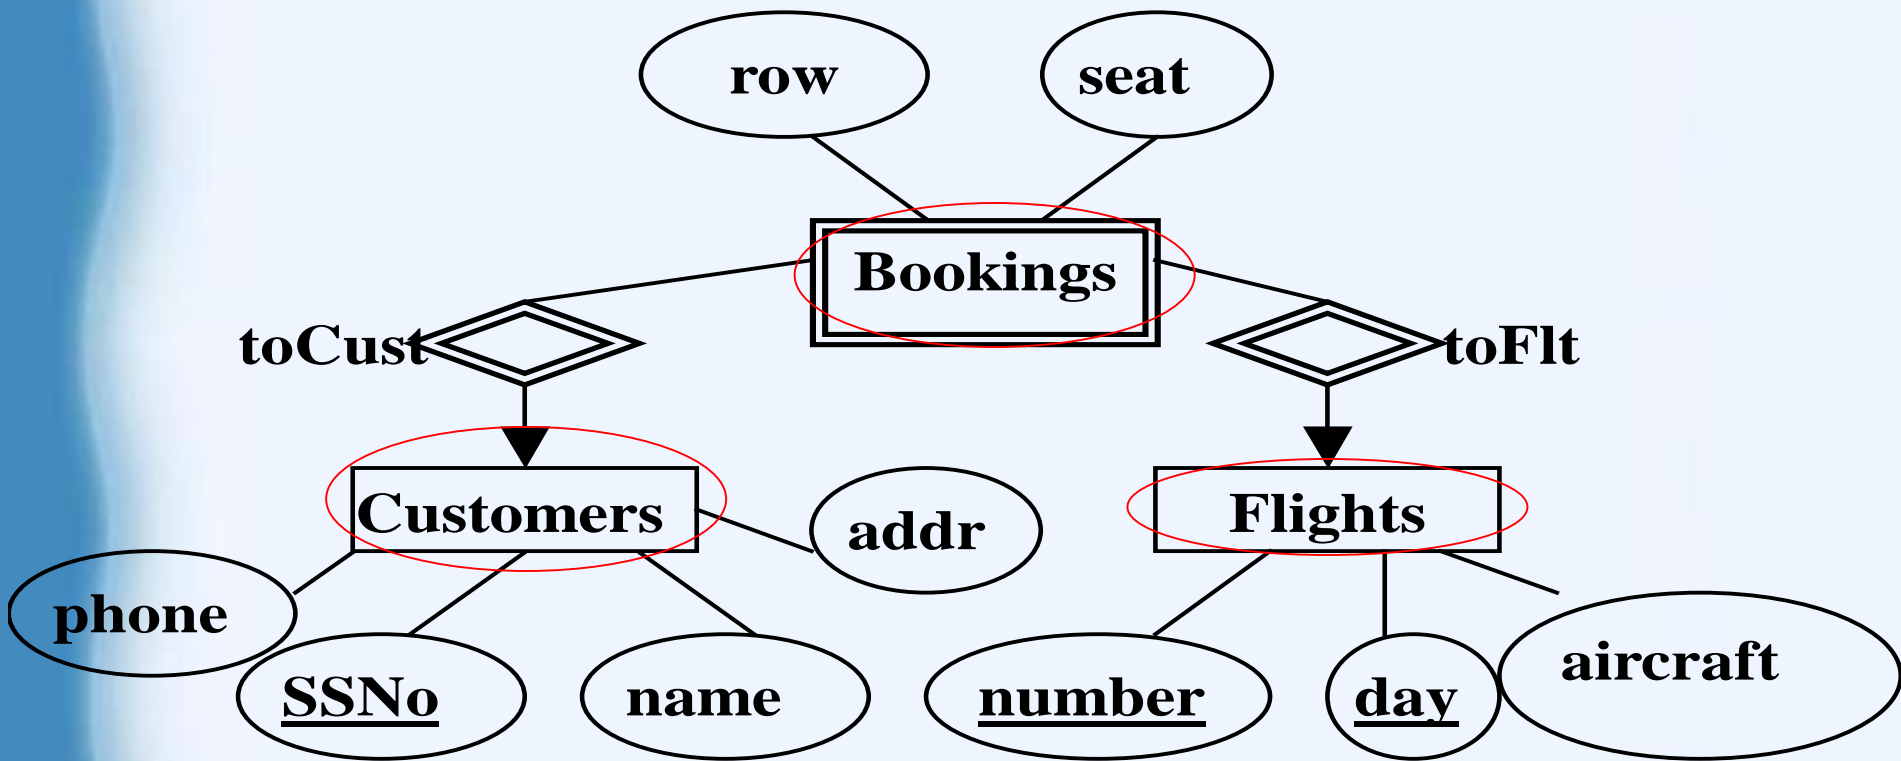 row
seat
Bookings
toCust
toFlt
Customers
addr
Flights
phone
SSNo
name
number
day
aircraft